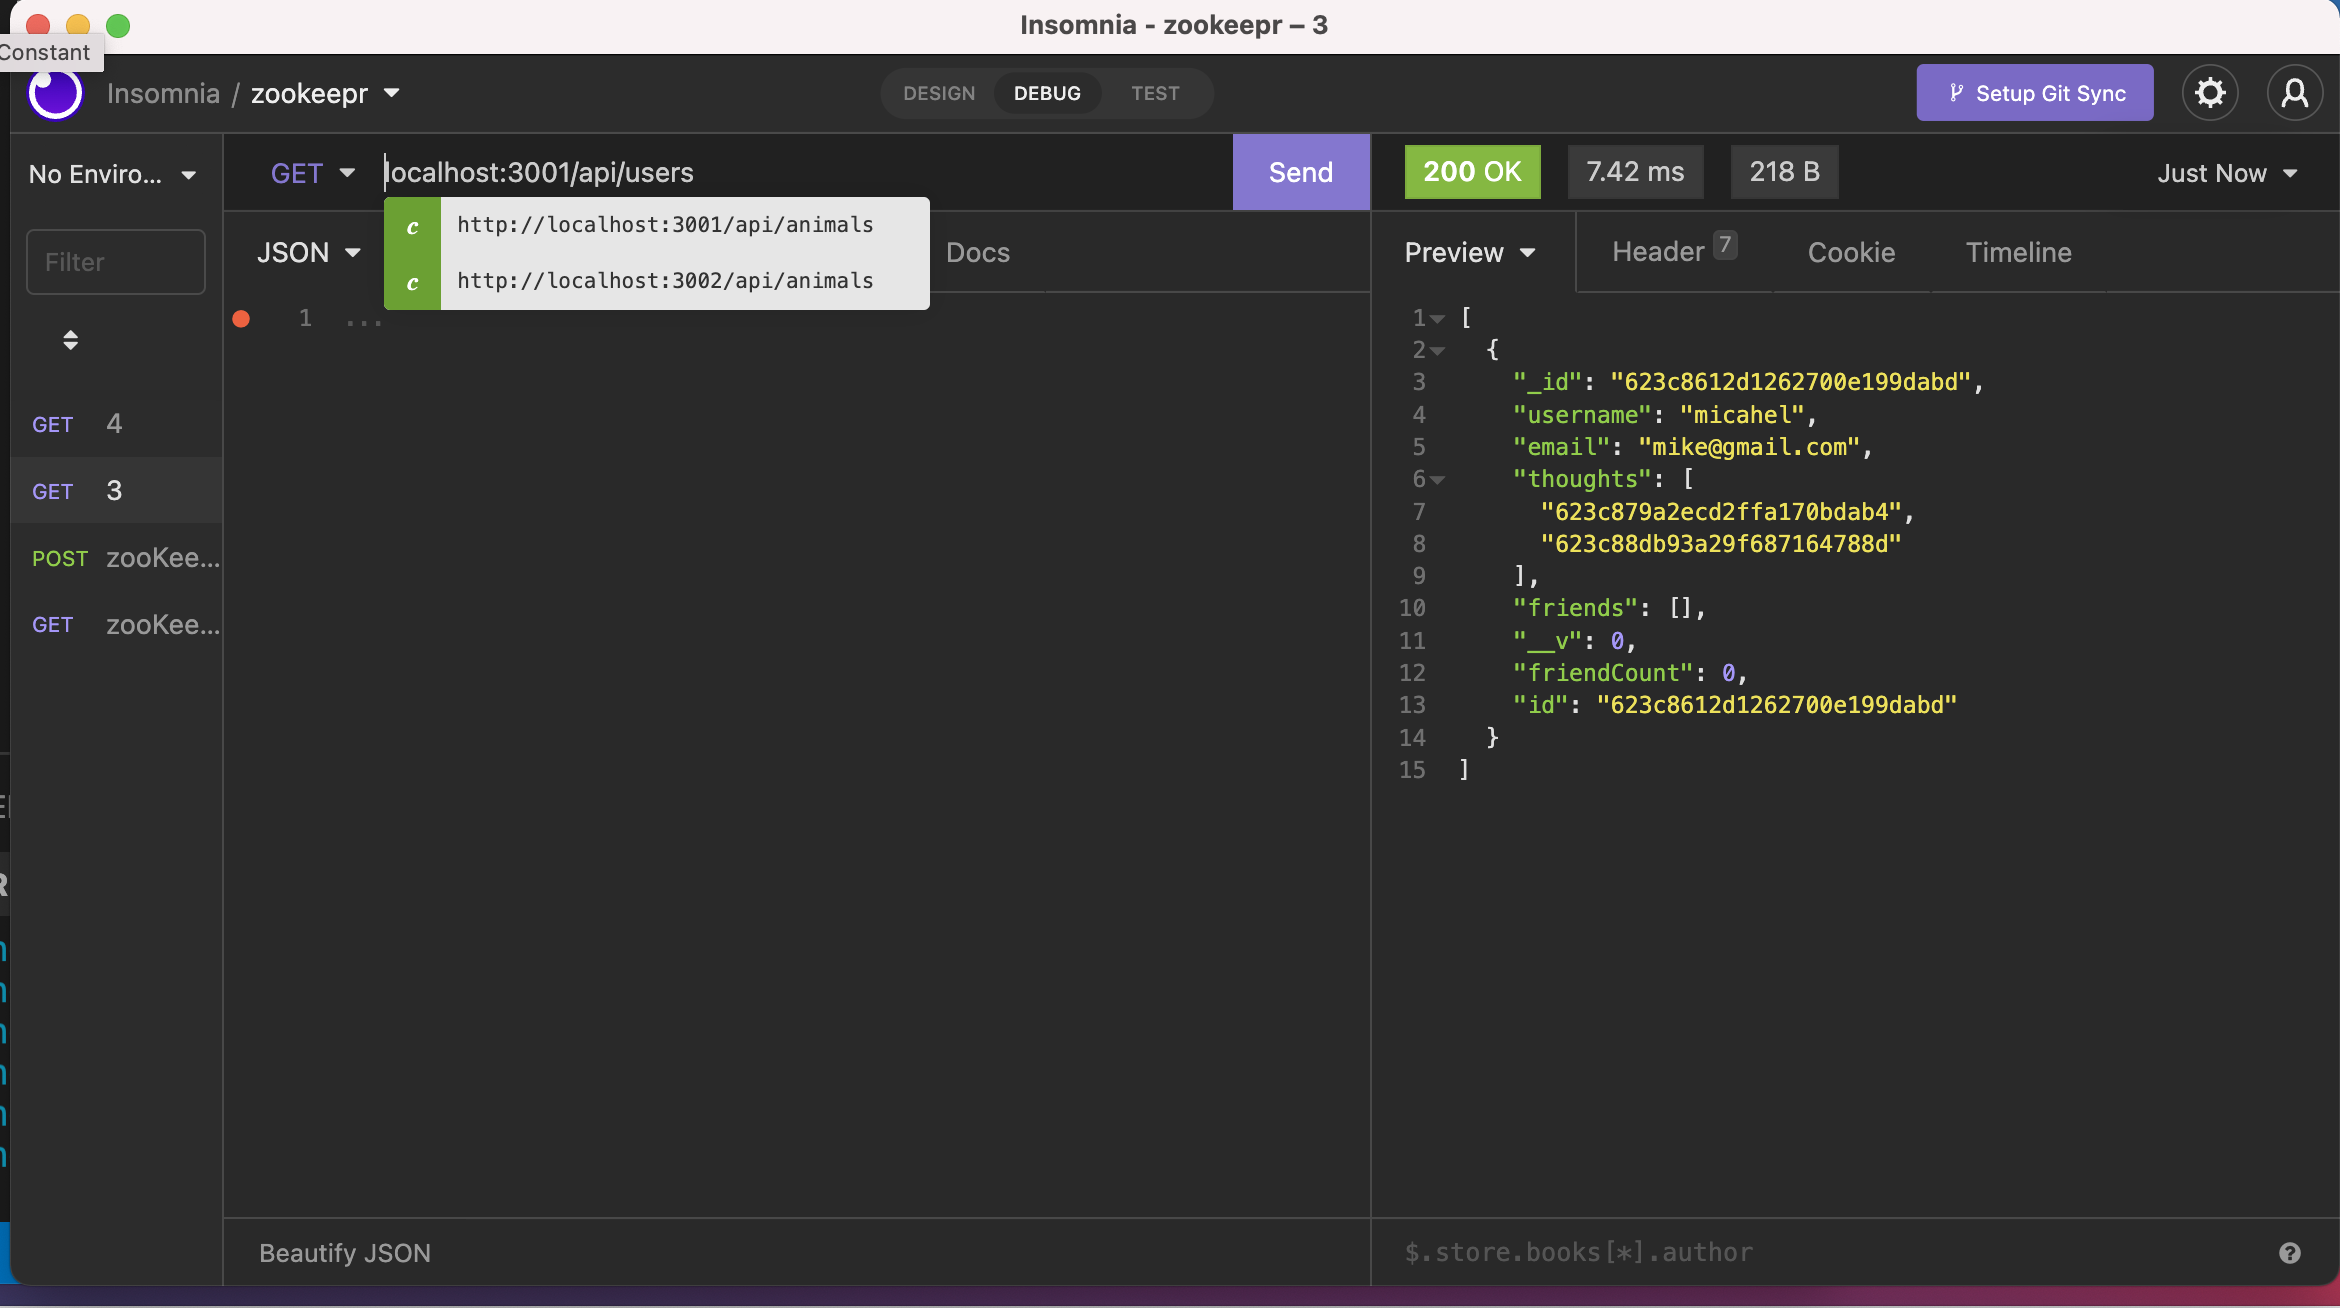 Insomnia - zookeepr – 3
Constant
Insomnia / zookeepr
DESIGN DEBUG TEST
Setup Git Sync
No Enviro...
GET localhost:3001/api/users
Send
200 OK 7.42 ms 218 B
Just Now
c http://localhost:3001/api/animals
c http://localhost:3002/api/animals
Filter
JSON
Docs
1 ...
GET 4
GET 3
POST zooKee...
GET zooKee...
Beautify JSON
Preview Header 7 Cookie Timeline
1 [
2 {
3 "_id": "623c8612d1262700e199dabd",
4 "username": "micahel",
5 "email": "mike@gmail.com",
6 "thoughts": [
7 "623c879a2ecd2ffa170bdab4",
8 "623c88db93a29f687164788d"
9 ],
10 "friends": [],
11 "__v": 0,
12 "friendCount": 0,
13 "id": "623c8612d1262700e199dabd"
14 }
15 ]
$.store.books[*].author